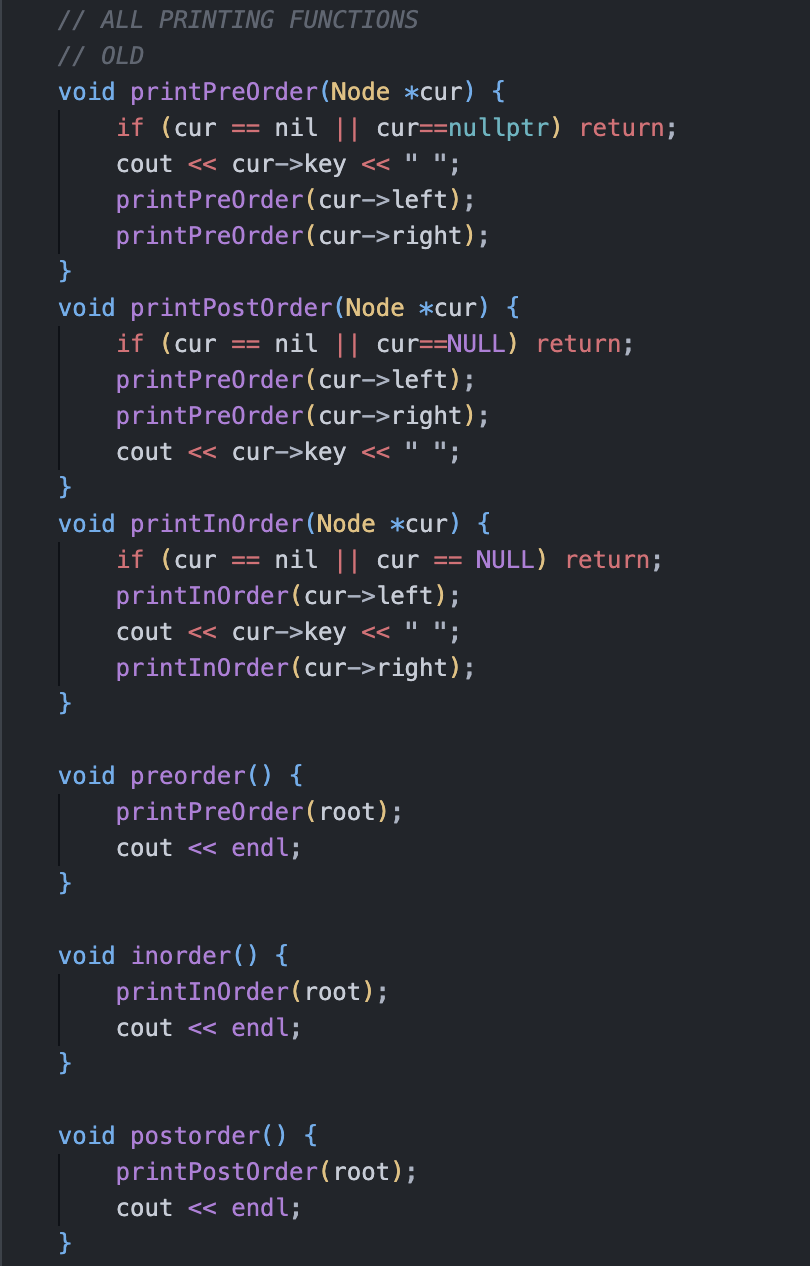 // ALL PRINTING FUNCTIONS
// OLD
void printPreOrder(Node *cur) {
    if (cur == nil || cur==nullptr) return;
    cout << cur->key << " ";
    printPreOrder(cur->left);
    printPreOrder(cur->right);
}
void printPostOrder(Node *cur) {
    if (cur == nil || cur==NULL) return;
    printPreOrder(cur->left);
    printPreOrder(cur->right);
    cout << cur->key << " ";
}
void printInOrder(Node *cur) {
    if (cur == nil || cur == NULL) return;
    printInOrder(cur->left);
    cout << cur->key << " ";
    printInOrder(cur->right);
}

void preorder() {
    printPreOrder(root);
    cout << endl;
}

void inorder() {
    printInOrder(root);
    cout << endl;
}

void postorder() {
    printPostOrder(root);
    cout << endl;
}